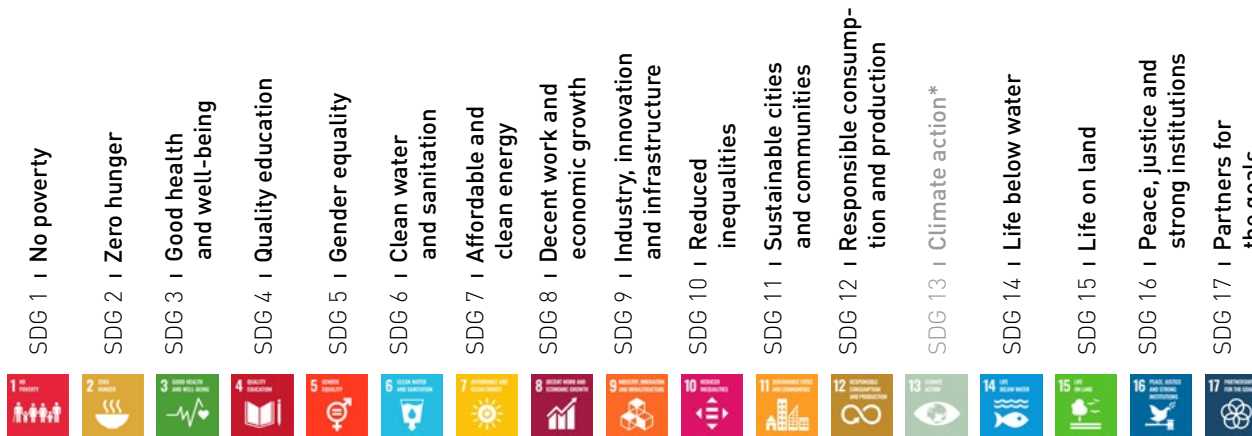 SDG 1 I No poverty
SDG 2 I Zero hunger
SDG 3 I Good health
and well-being
SDG 4 I Quality education
SDG 5 I Gender equality
SDG 6 I Clean water
and sanitation
SDG 7 I Affordable and
clean energy
SDG 8 I Decent work and
economic growth
SDG 9 I Industry, innovation
and infrastructure
SDG 10 I Reduced
inequalities
SDG 11 I Sustainable cities
and communities
SDG 12 I Responsible consump-
tion and production
SDG 13 I Climate action*
SDG 14 I Life below water
SDG 15 I Life on land
SDG 16 I Peace, justice and
strong institutions
SDG 17 I Partners for
the goals
1 NO
POVERTY
2 ZERO
HUNGER
3 GOOD HEALTH
AND WELL-BEING
4 QUALITY
EDUCATION
5 GENDER
EQUALITY
6 CLEAN WATER
AND SANITATION
7 AFFORDABLE AND
CLEAN ENERGY
8 DECENT WORK AND
ECONOMIC GROWTH
9 INDUSTRY, INNOVATION
AND INFRASTRUCTURE
10 REDUCED
INEQUALITIES
11 SUSTAINABLE CITIES
AND COMMUNITIES
12 RESPONSIBLE
CONSUMPTION
AND PRODUCTION
13 CLIMATE
ACTION
14 LIFE
BELOW WATER
15 LIFE
ON LAND
16 PEACE, JUSTICE
AND STRONG
INSTITUTIONS
17
FOR THE